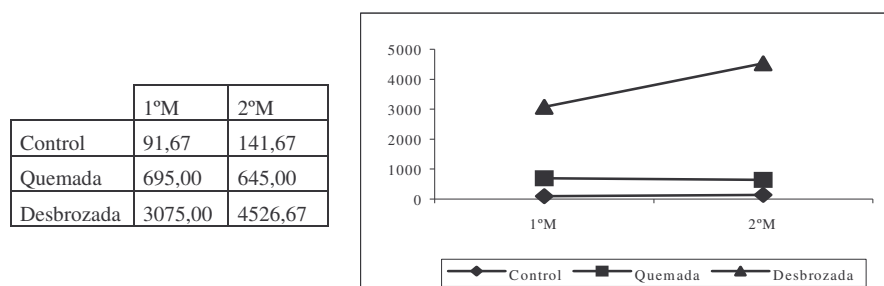 1ºM 2ºM
Control 91,67 141,67
Quemada 695,00 645,00
Desbrozada 3075,00 4526,67
5000
4000
3000
2000
1000
0
1ºM 2ºM
Control Quemada Desbrozada